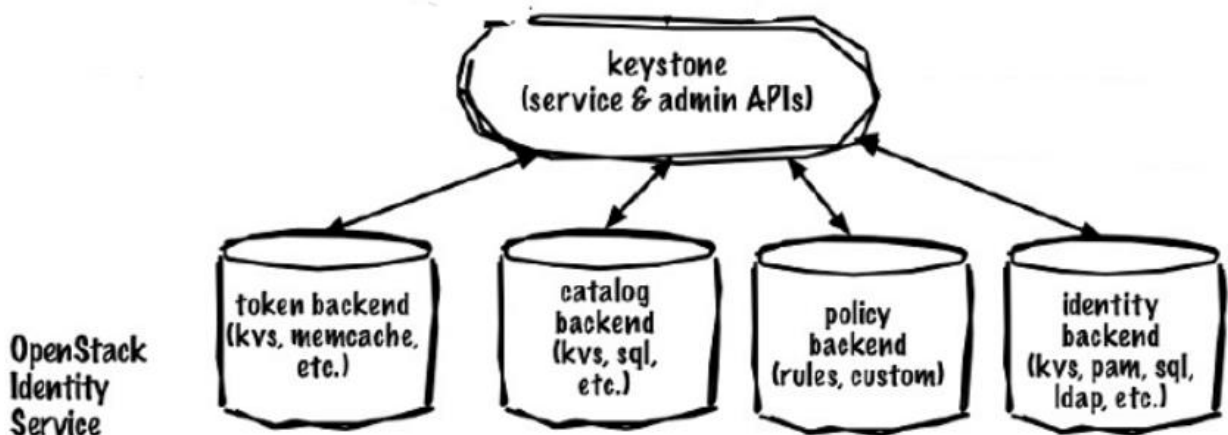 keystone
(service & admin APIs)
token backend
(kvs, memcache,
etc.)
catalog
backend
(kvs, sql,
etc.)
policy
backend
(rules, custom)
identity
backend
(kvs, pam, sql,
ldap, etc.)
OpenStack
Identity
Service